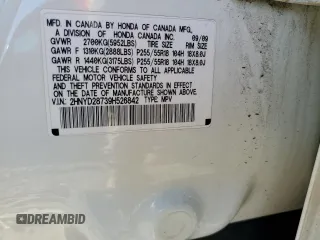 MFD. IN CANADA BY HONDA OF CANADA MFG.,
A DIVISION OF HONDA CANADA INC. 09/09
GVWR 2700KG(5952LBS) TIRE SIZE RIM SIZE
GAWR F 1310KG(2888LBS) P255/55R18 104H 18X8.0J
GAWR R 1440KG(3175LBS) P255/55R18 104H 18X8.0J
THIS VEHICLE CONFORMS TO ALL APPLICABLE
FEDERAL MOTOR VEHICLE SAFETY
AND THEFT PREVENTION STANDARDS IN EFFECT
ON THE DATE OF MANUFACTURE SHOWN ABOVE.
V.I.N: 2HNYD28739H526842 TYPE: MPV
DREAMBID